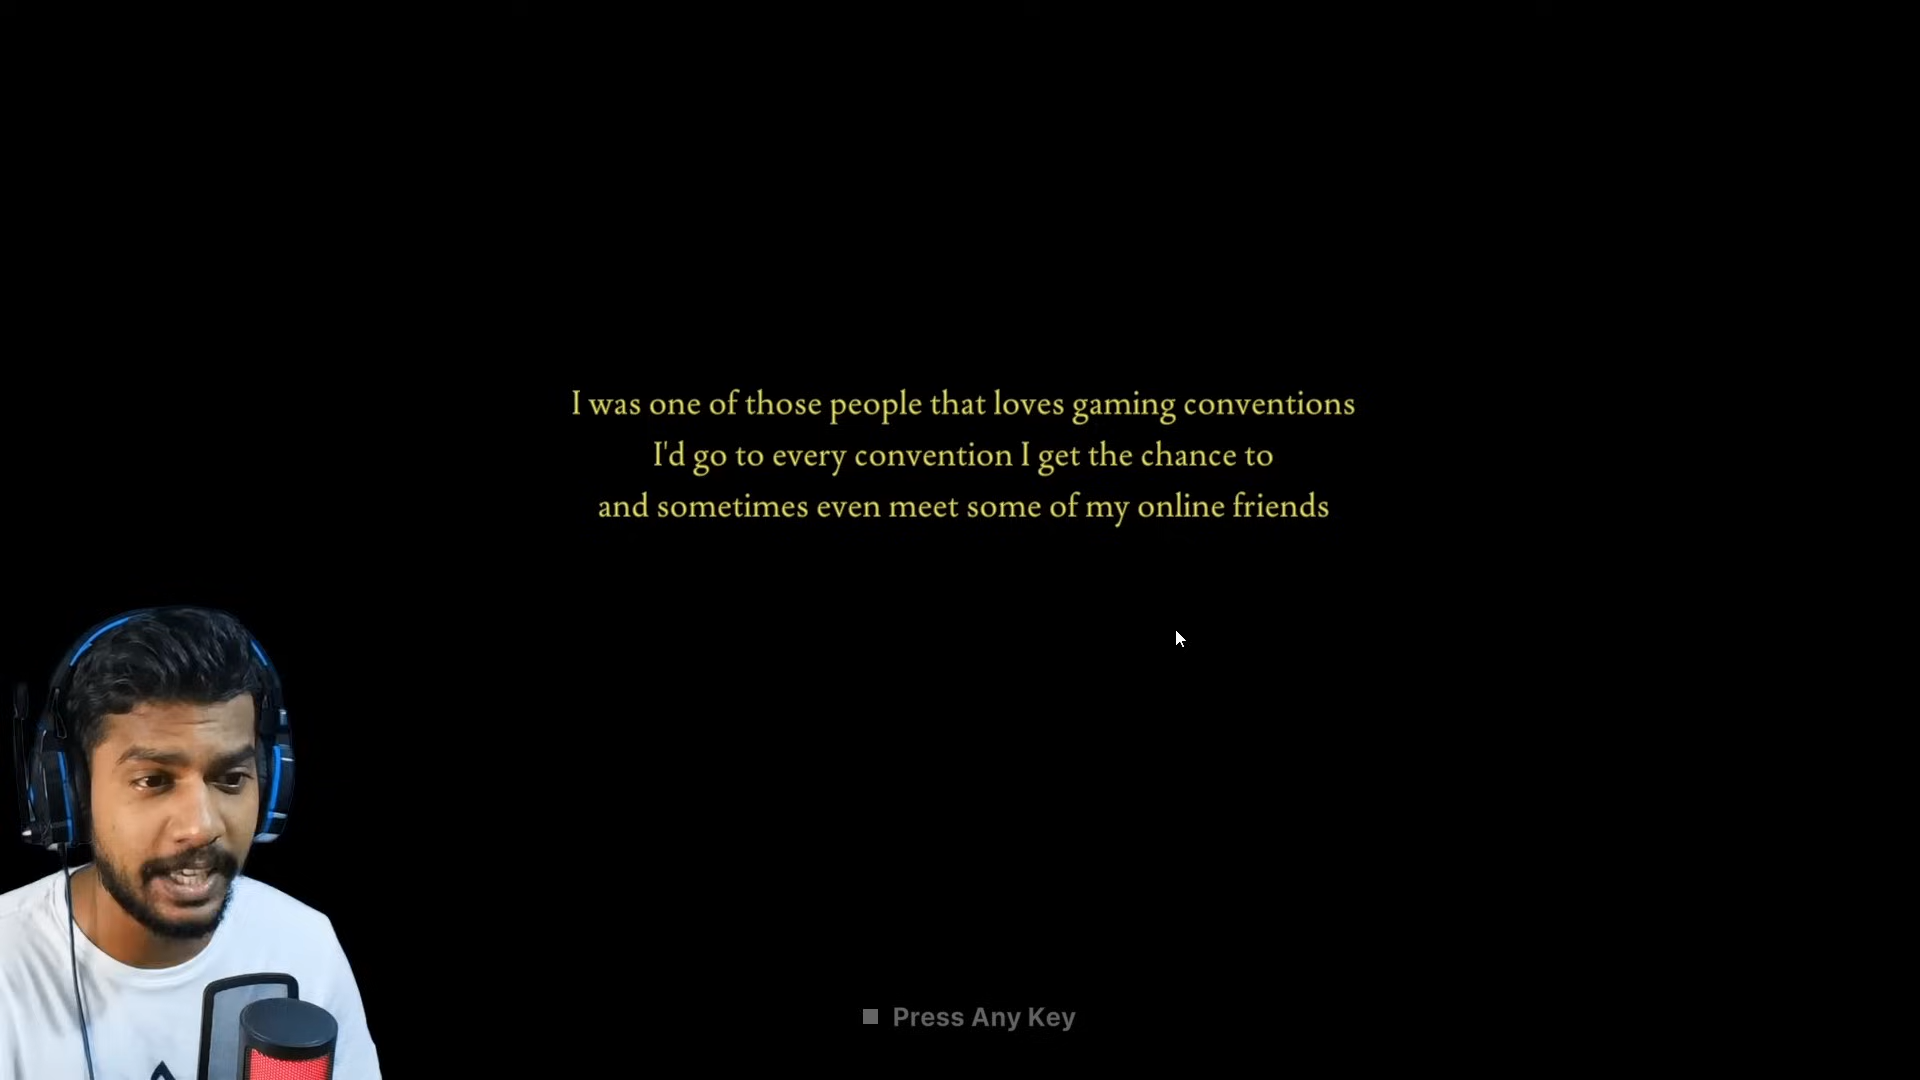 I was one of those people that loves gaming conventions
I'd go to every convention I get the chance to
and sometimes even meet some of my online friends
Press Any Key